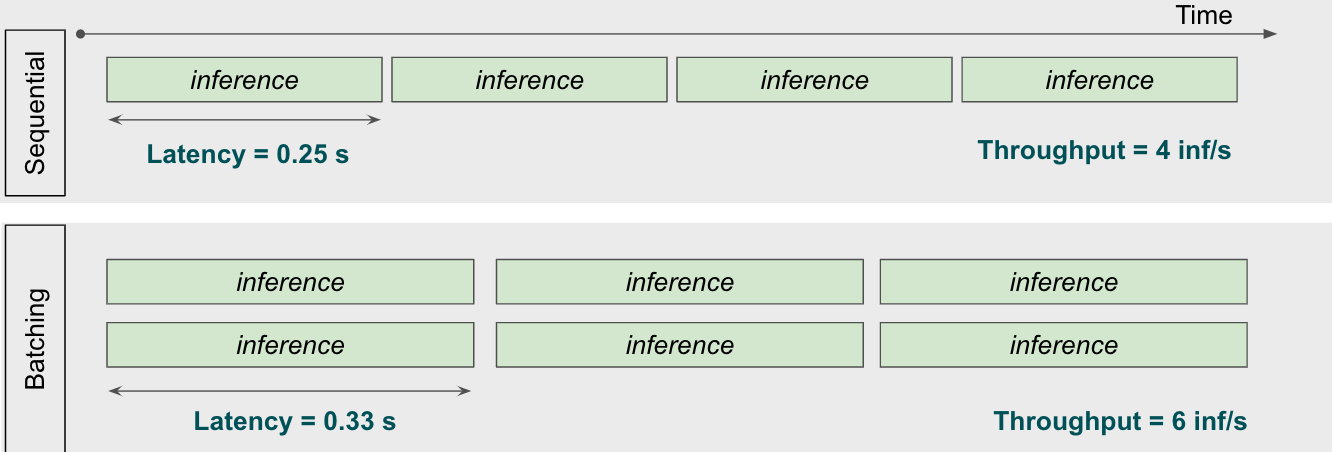 Time
Sequential
inference inference inference inference
Latency = 0.25 s
Throughput = 4 inf/s
Batching
inference inference inference
inference inference inference
Latency = 0.33 s
Throughput = 6 inf/s